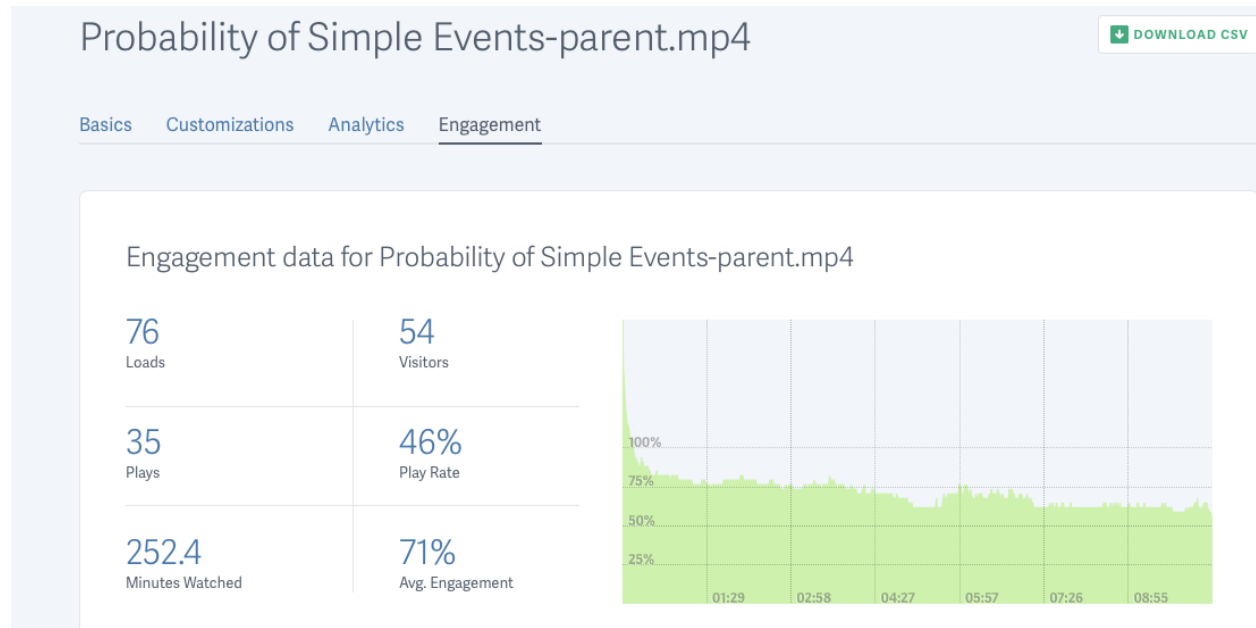 Probability of Simple Events-parent.mp4
DOWNLOAD CSV
Basics Customizations Analytics Engagement
Engagement data for Probability of Simple Events-parent.mp4
76 54
Loads Visitors
35 46%
Plays Play Rate
252.4 71%
Minutes Watched Avg. Engagement
100%
75%
50%
25%
01:29 02:58 04:27 05:57 07:26 08:55